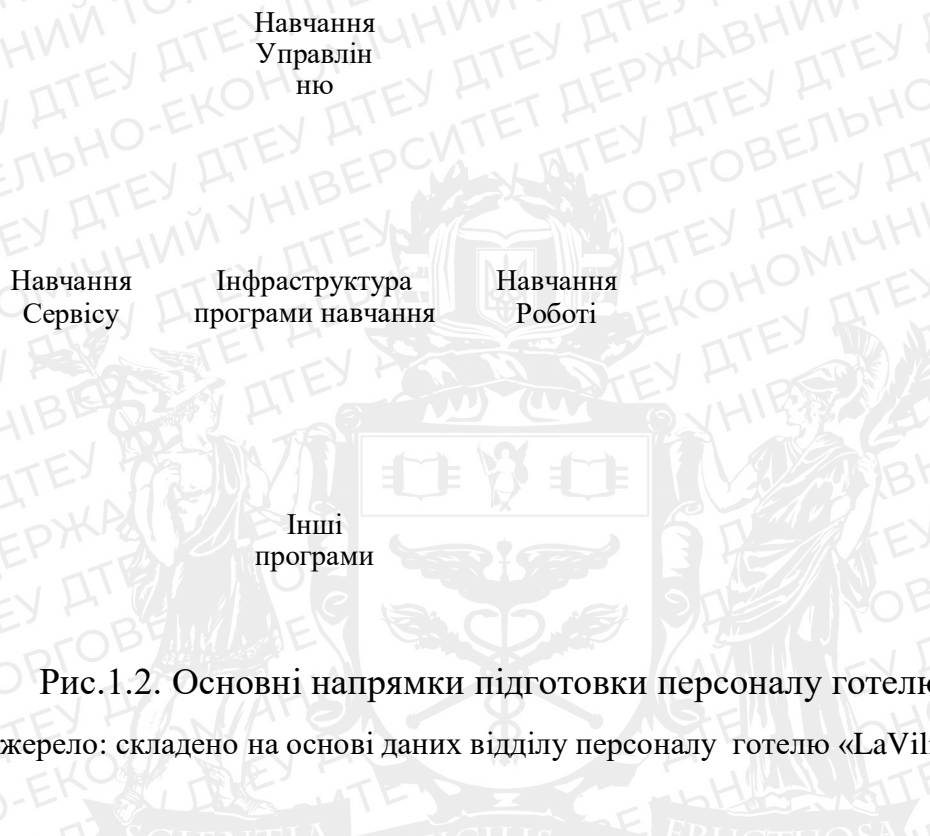 Навчання
Управлін
ню
Навчання
Сервісу
Інфраструктура
програми навчання
Навчання
Роботі
Інші
програми
Рис.1.2. Основні напрямки підготовки персоналу готелю
жерело: складено на основі даних відділу персоналу готелю «LaVil